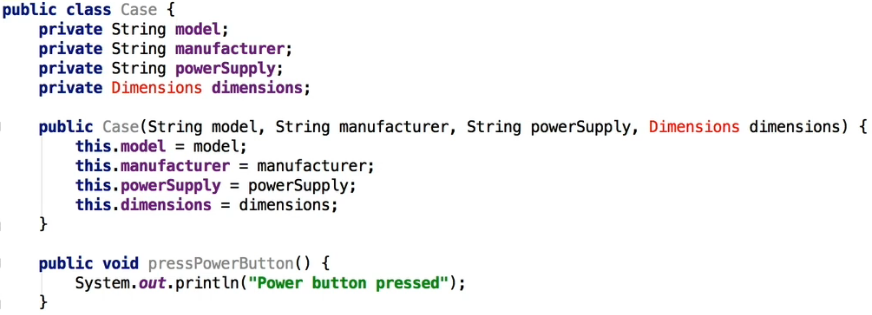 public class Case {
    private String model;
    private String manufacturer;
    private String powerSupply;
    private Dimensions dimensions;

    public Case(String model, String manufacturer, String powerSupply, Dimensions dimensions) {
        this.model = model;
        this.manufacturer = manufacturer;
        this.powerSupply = powerSupply;
        this.dimensions = dimensions;
    }

    public void pressPowerButton() {
        System.out.println("Power button pressed");
    }